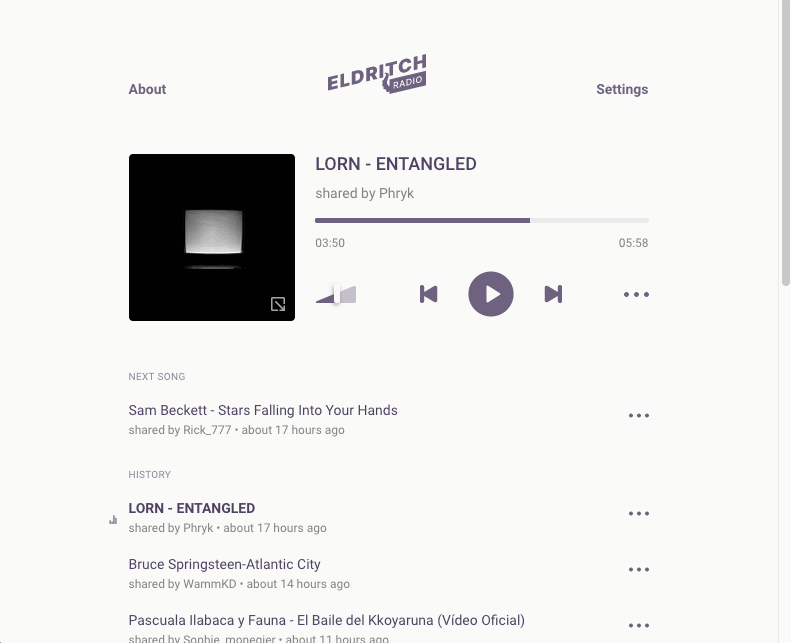 About
ELDRITCH
RADIO
Settings
LORN - ENTANGLED
shared by Phryk
03:50
05:58
NEXT SONG
Sam Beckett - Stars Falling Into Your Hands
shared by Rick_777 • about 17 hours ago
HISTORY
LORN - ENTANGLED
shared by Phryk • about 17 hours ago
Bruce Springsteen-Atlantic City
shared by WammKD • about 14 hours ago
Pascuala Ilabaca y Fauna - El Baile del Kkoyaruna (Vídeo Oficial)
shared by Sophie_monegier • about 11 hours ago